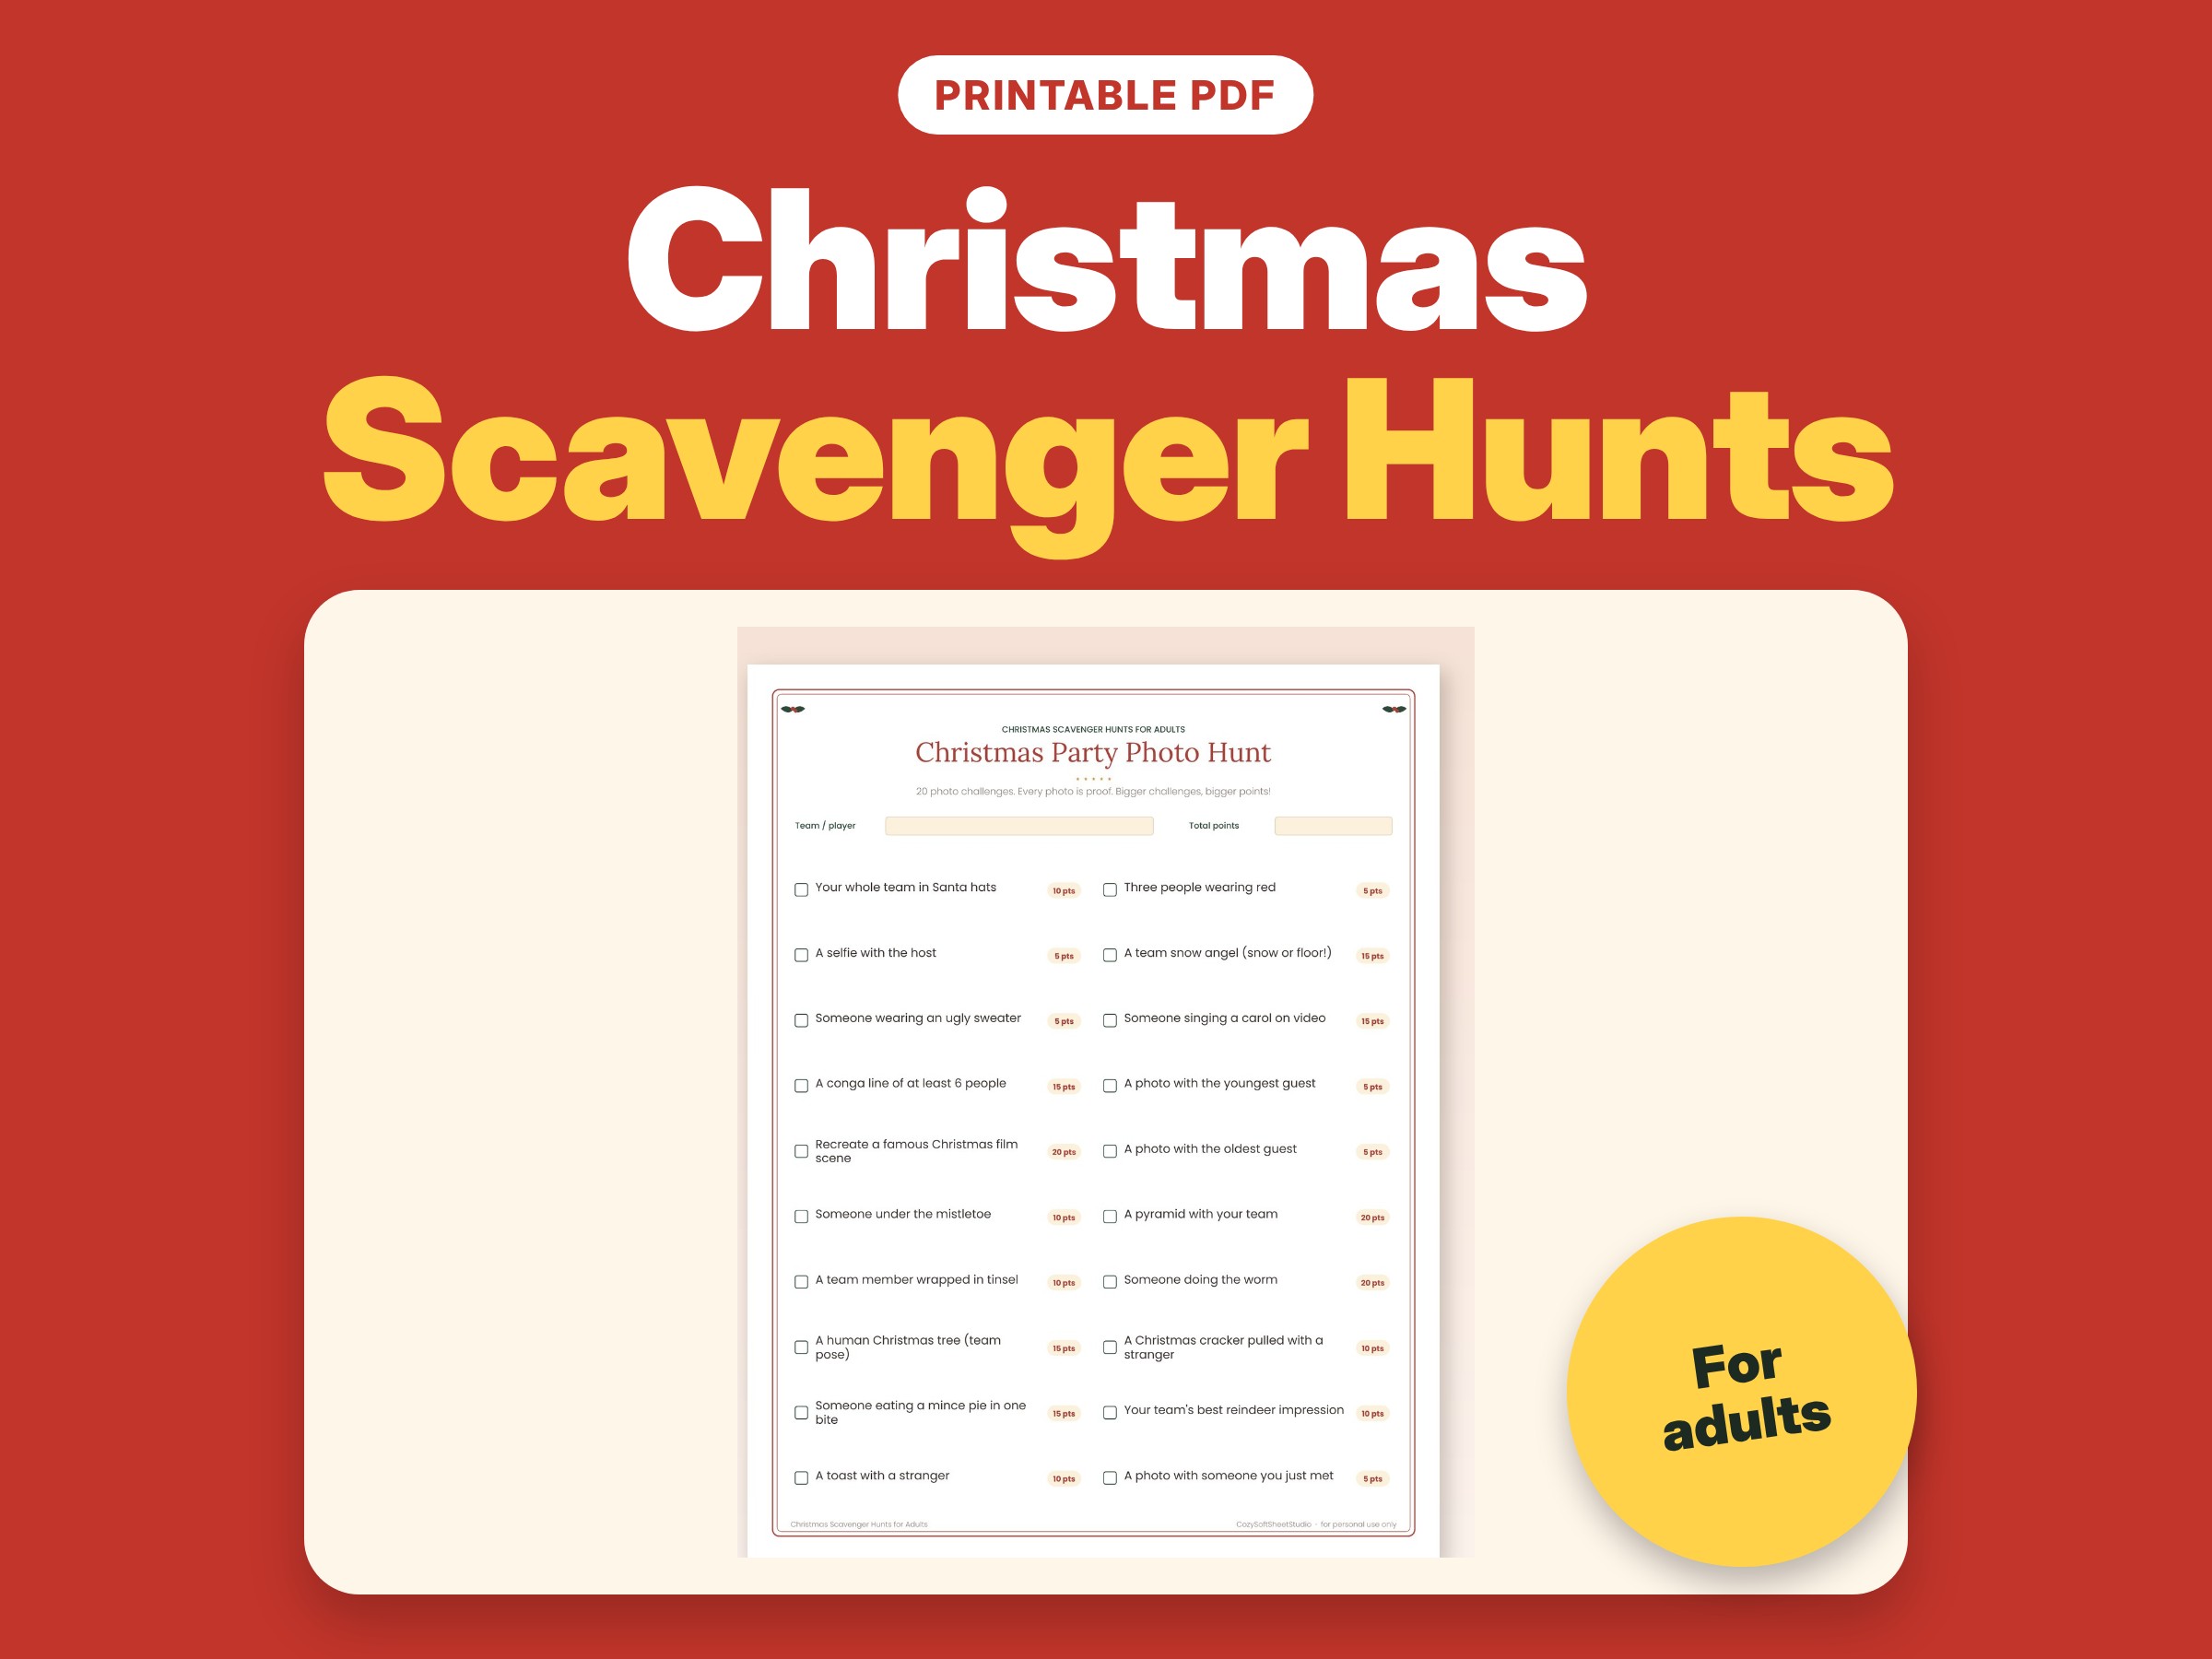 PRINTABLE PDF
Christmas
Scavenger Hunts
CHRISTMAS SCAVENGER HUNTS FOR ADULTS
Christmas Party Photo Hunt
20 photo challenges. Every photo is proof. Bigger challenges, bigger points!
Team / player
Total points
Your whole team in Santa hats 10 pts
Three people wearing red 5 pts
A selfie with the host 5 pts
A team snow angel (snow or floor!) 15 pts
Someone wearing an ugly sweater 5 pts
Someone singing a carol on video 15 pts
A conga line of at least 6 people 15 pts
A photo with the youngest guest 5 pts
Recreate a famous Christmas film
scene 20 pts
A photo with the oldest guest 5 pts
Someone under the mistletoe 10 pts
A pyramid with your team 20 pts
A team member wrapped in tinsel 10 pts
Someone doing the worm 20 pts
A human Christmas tree (team
pose) 15 pts
A Christmas cracker pulled with a
stranger 10 pts
Someone eating a mince pie in one
bite 15 pts
Your team's best reindeer impression 10 pts
A toast with a stranger 10 pts
A photo with someone you just met 5 pts
Christmas Scavenger Hunts for Adults
CozySoftSheetStudio - for personal use only
For
adults